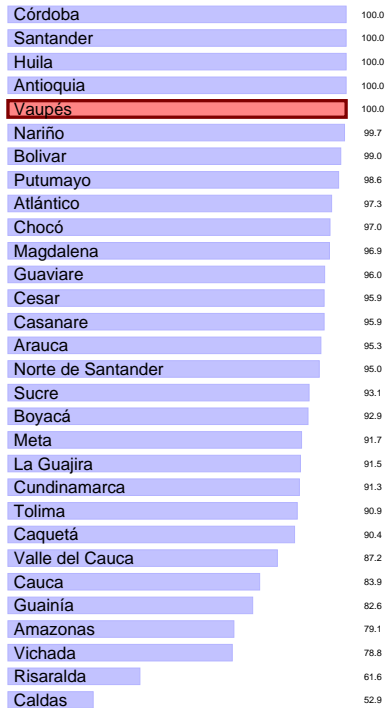 Córdoba 100.0
Santander 100.0
Huila 100.0
Antioquia 100.0
Vaupés 100.0
Nariño 99.7
Bolivar 99.0
Putumayo 98.6
Atlántico 97.3
Chocó 97.0
Magdalena 96.9
Guaviare 96.0
Cesar 95.9
Casanare 95.9
Arauca 95.3
Norte de Santander 95.0
Sucre 93.1
Boyacá 92.9
Meta 91.7
La Guajira 91.5
Cundinamarca 91.3
Tolima 90.9
Caquetá 90.4
Valle del Cauca 87.2
Cauca 83.9
Guainía 82.6
Amazonas 79.1
Vichada 78.8
Risaralda 61.6
Caldas 52.9